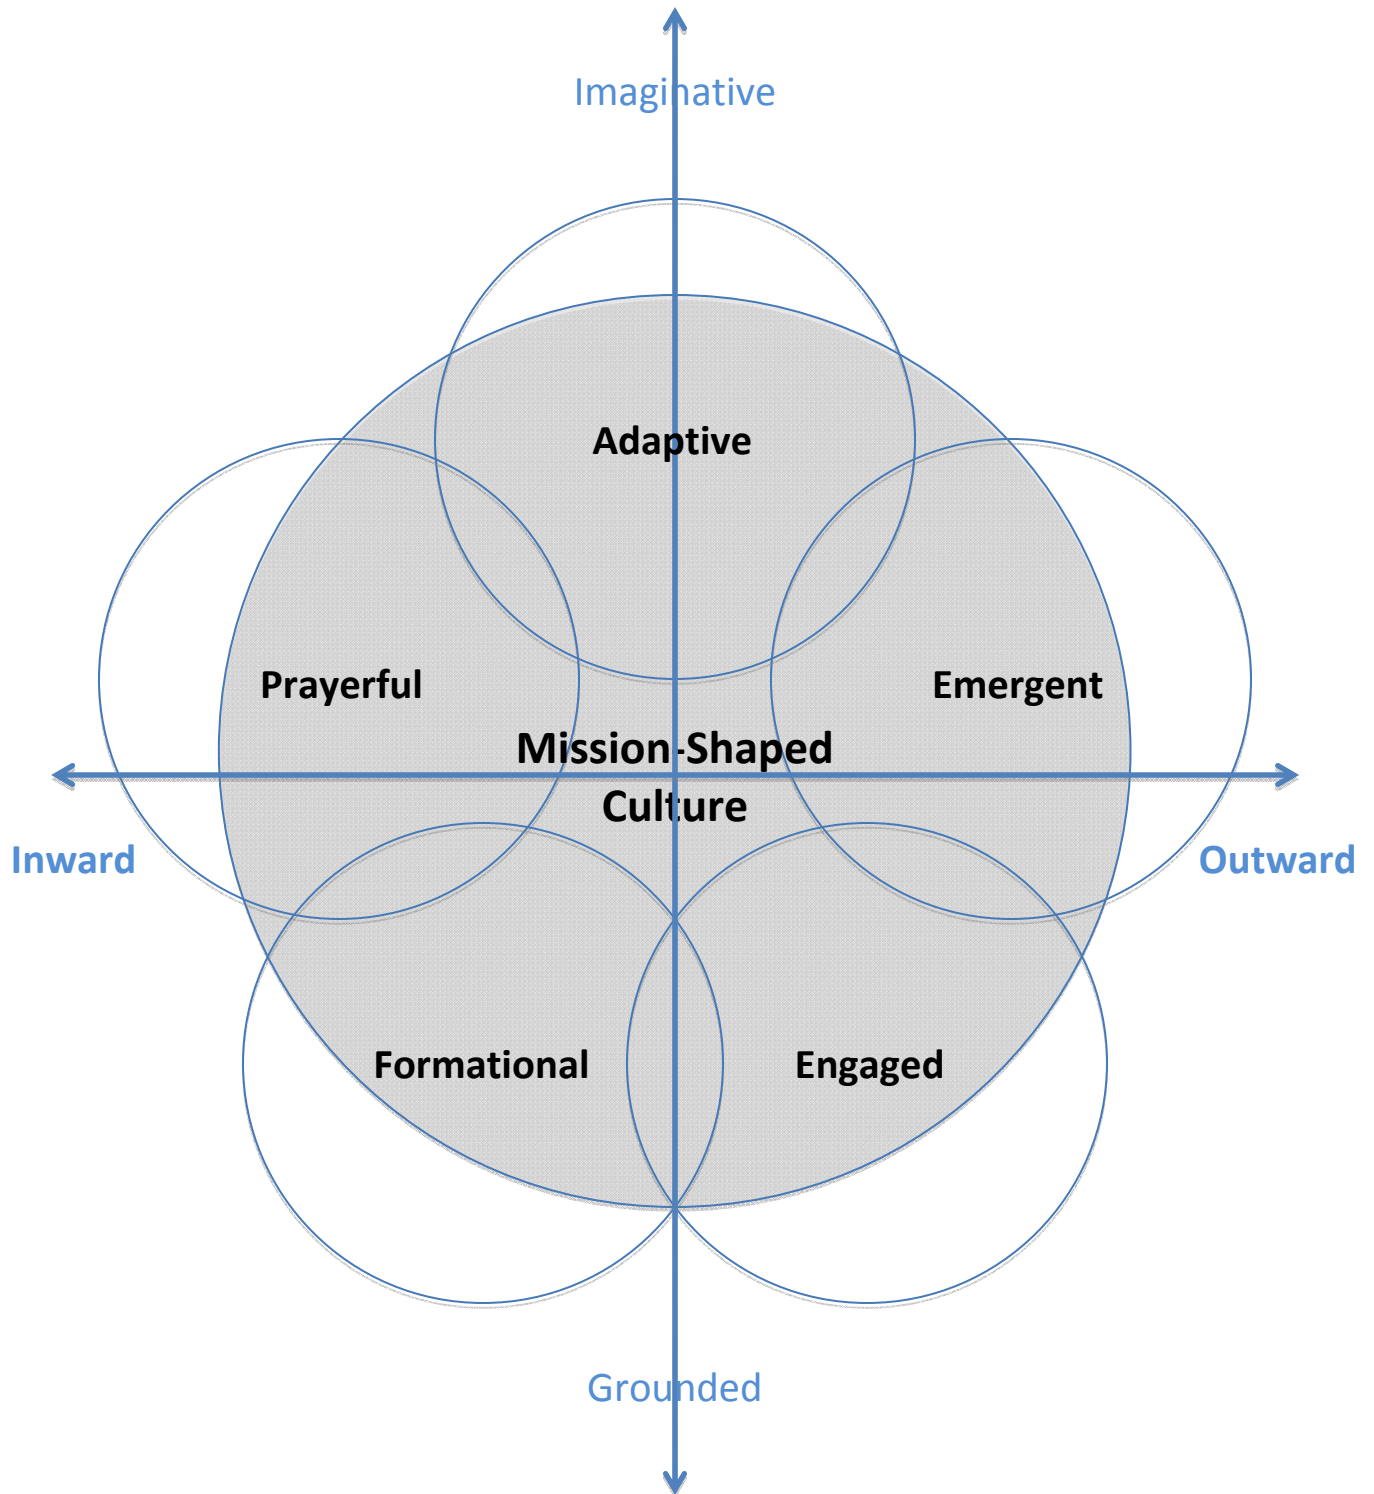 Imaginative
Adaptive
Prayerful
Emergent
Mission-Shaped
Culture
Inward
Outward
Formational
Engaged
Grounded